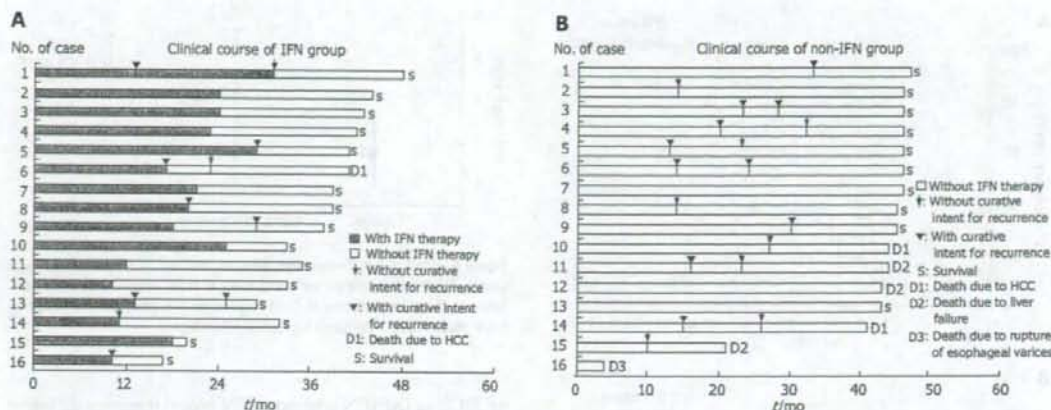 A
No. of case
Clinical course of IFN group
1
S
2
S
3
S
4
S
5
S
6
D1
7
S
8
S
9
S
10
S
11
S
12
S
13
S
14
S
15
S
16
S
0
12
24
36
48
60
t/mo
With IFN therapy
Without IFN therapy
: Without curative
intent for recurrence
: With curative intent
for recurrence
D1: Death due to HCC
S: Survival
B
No. of case
Clinical course of non-IFN group
1
S
2
S
3
S
4
S
5
S
6
S
7
S
8
S
9
S
10
D1
11
D2
12
D2
13
S
14
D1
15
D2
16
D3
0
10
20
30
40
50
60
t/mo
Without IFN therapy
: Without curative
intent for recurrence
: With curative
intent for recurrence
S: Survival
D1: Death due to HCC
D2: Death due to liver
failure
D3: Death due to rupture
of esophageal varices